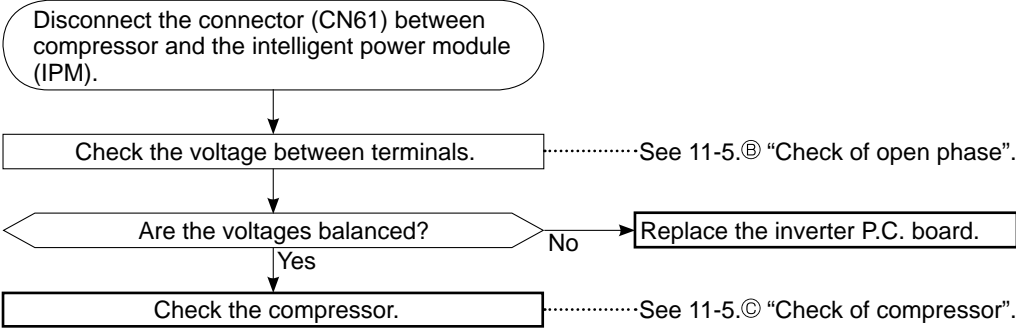 Disconnect the connector (CN61) between
compressor and the intelligent power module
(IPM).
Check the voltage between terminals.
See 11-5.Ⓑ “Check of open phase”.
Are the voltages balanced?
No
Replace the inverter P.C. board.
Yes
Check the compressor.
See 11-5.Ⓒ “Check of compressor”.